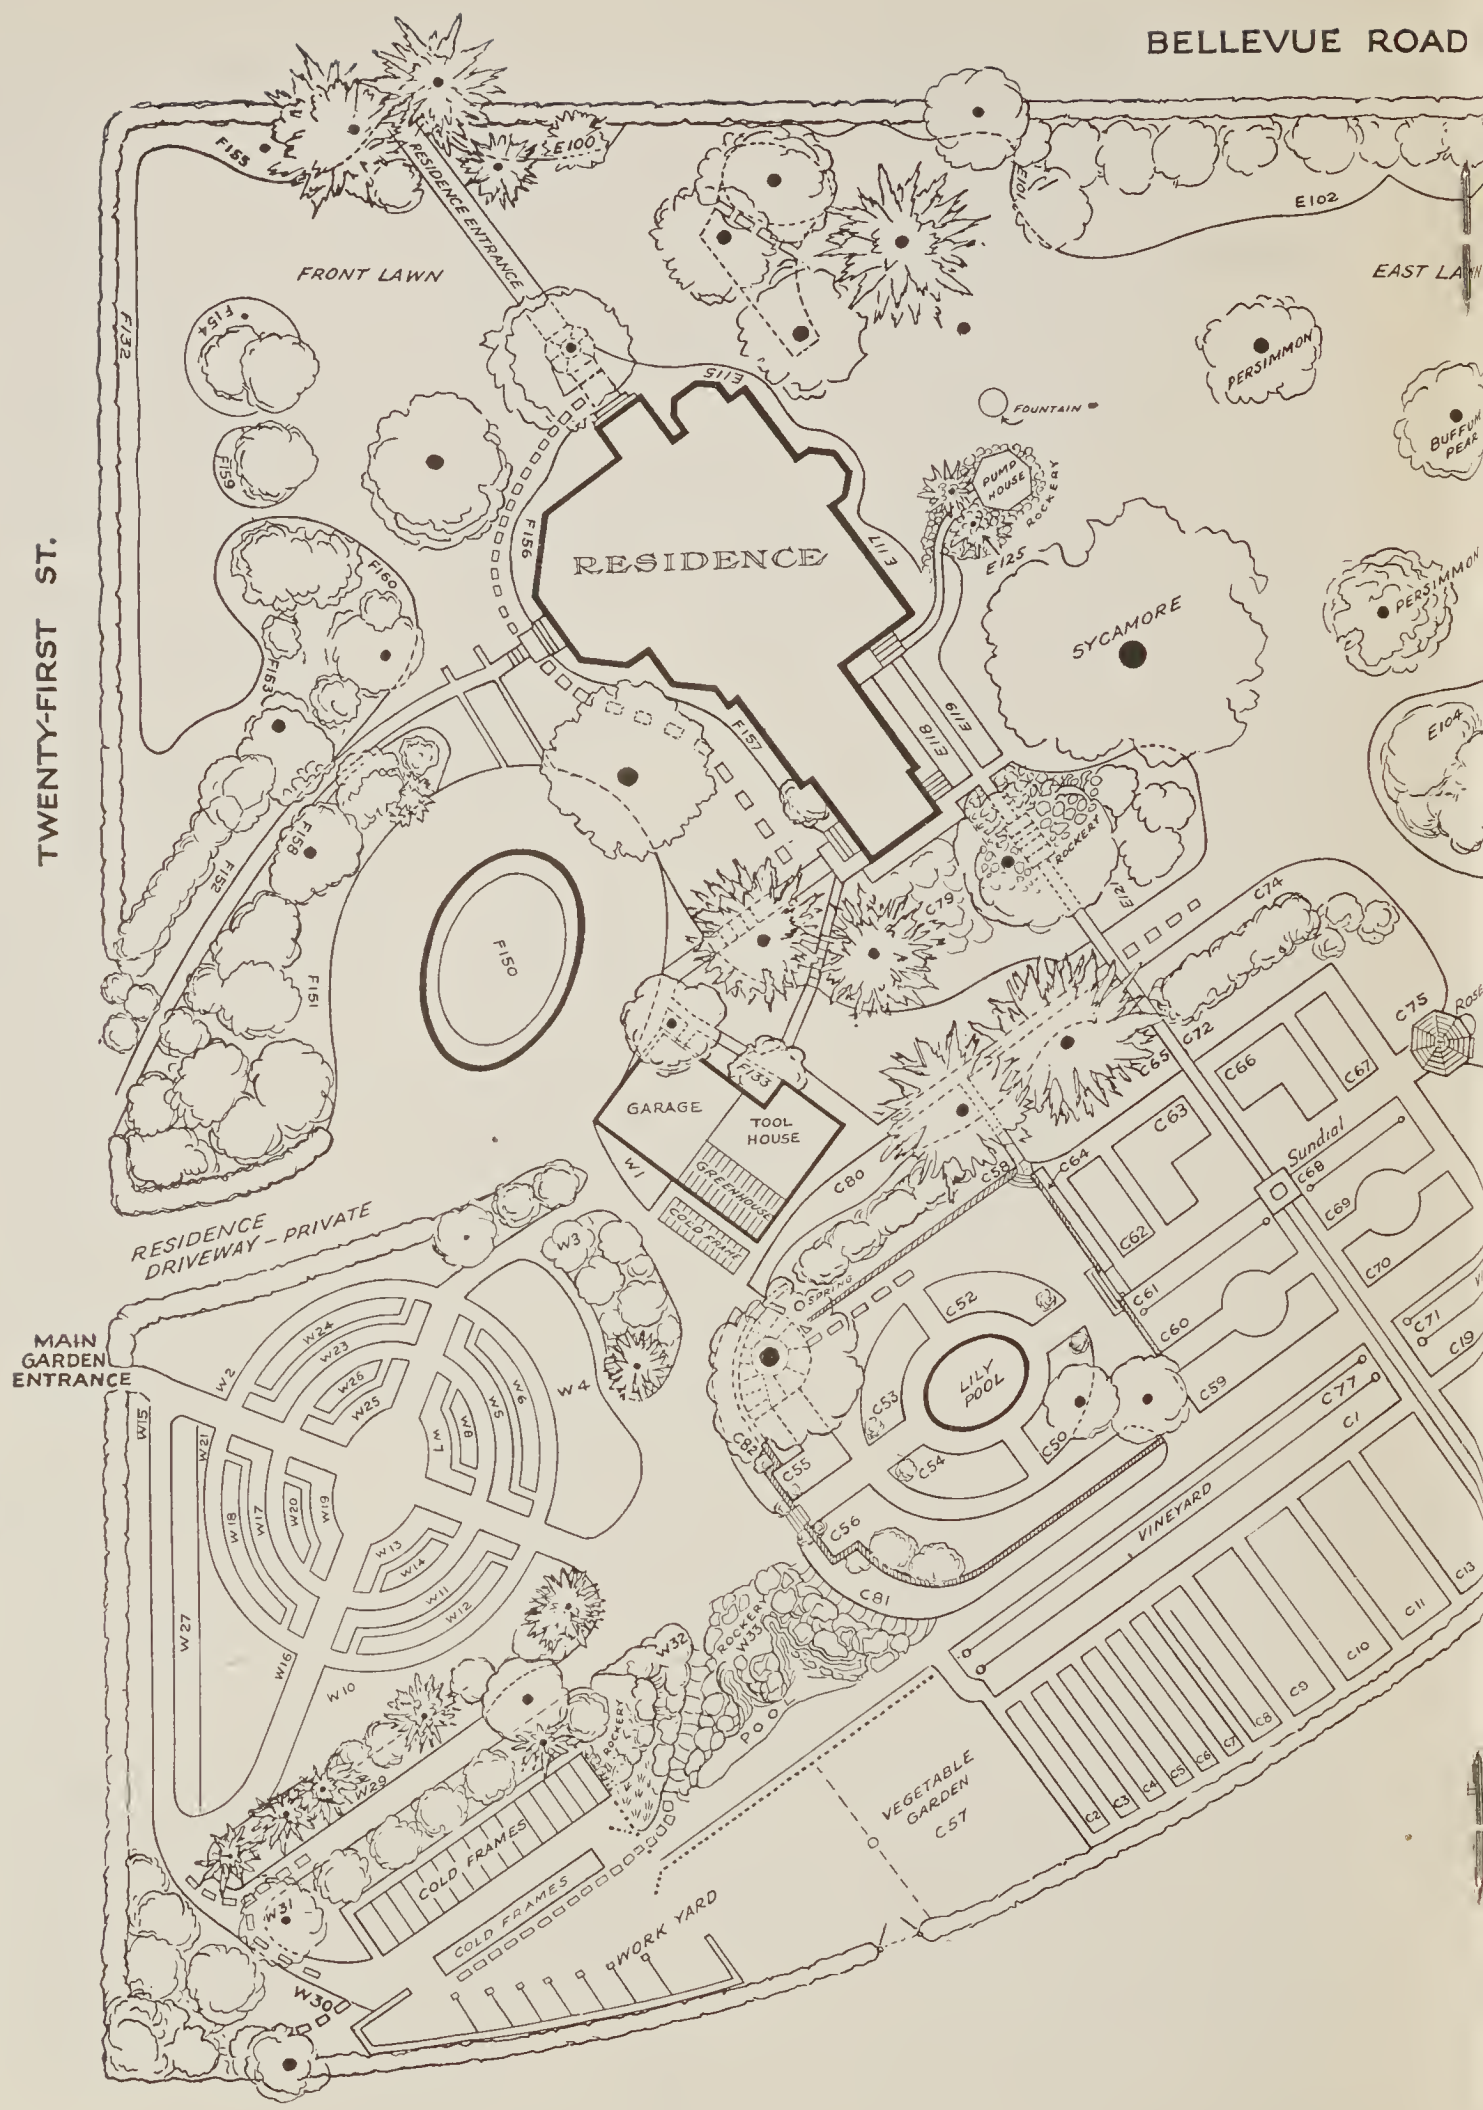 BELLEVUE ROAD
F155
RESIDENCE ENTRANCE
E100
E101
E102
FRONT LAWN
EAST
F132
F154
PERSIMMON
E115
FOUNTAIN
BUFFUM
PEAR
F159
PUMP
HOUSE
ROCKERY
F156
E117
E125
RESIDENCE
TWENTY-FIRST ST.
F160
PERSIMMON
SYCAMORE
F163
E119
E118
E104
F157
F158
F152
ROCKERY
E121
C79
C74
F150
F151
C75
ROSE
C72
C65
C66
C67
F133
GARAGE
TOOL
HOUSE
GREENHOUSE
COLD FRAME
W1
C80
C58
C64
C63
C62
Sundial
C68
C69
C70
C71
C19
RESIDENCE
DRIVEWAY - PRIVATE
W3
SPRING
C61
C60
C59
C52
LILY
POOL
C53
C54
C50
C82
C55
C56
C77
C1
MAIN
GARDEN
ENTRANCE
W2
W24
W23
W26
W25
W6
W5
W8
W7
W4
W15
W21
W18
W17
W20
W19
W13
W14
W11
W12
W27
W16
W10
VINEYARD
C81
C13
C11
C10
C9
C8
C7
C6
C5
C4
C3
C2
ROCKERY
W33
W32
ROCKERY
POOL
W29
VEGETABLE
GARDEN
C57
COLD FRAMES
COLD FRAMES
WORK YARD
W31
W30